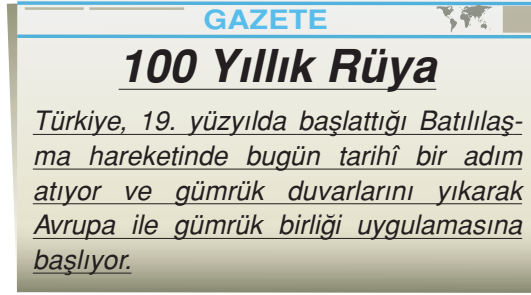 GAZETE
100 Yıllık Rüya
Türkiye, 19. yüzyılda başlattığı Batılılaş-
ma hareketinde bugün tarihî bir adım
atıyor ve gümrük duvarlarını yıkarak
Avrupa ile gümrük birliği uygulamasına
başlıyor.